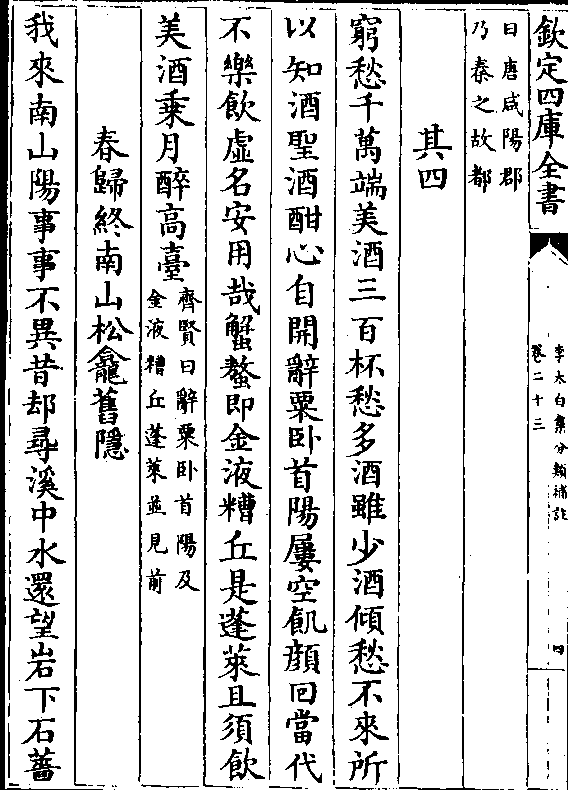 欽定四庫全書
李太白集分類補註
卷二十三
四
曰唐咸陽郡
乃秦之故都
其四
窮愁千萬端美酒三百杯愁多酒雖少酒傾愁不來所
以知酒聖酒酣心自開辭粟卧首陽屢空飢顔回當代
不樂飲虛名安用哉蟹螯即金液糟丘是蓬萊且須飲
美酒乗月醉高臺
齊賢曰辭粟卧首陽及
金液糟丘蓬萊並見前
春歸終南山松龕舊隱
我來南山陽事事不異昔却尋溪中水還望岩下石薔